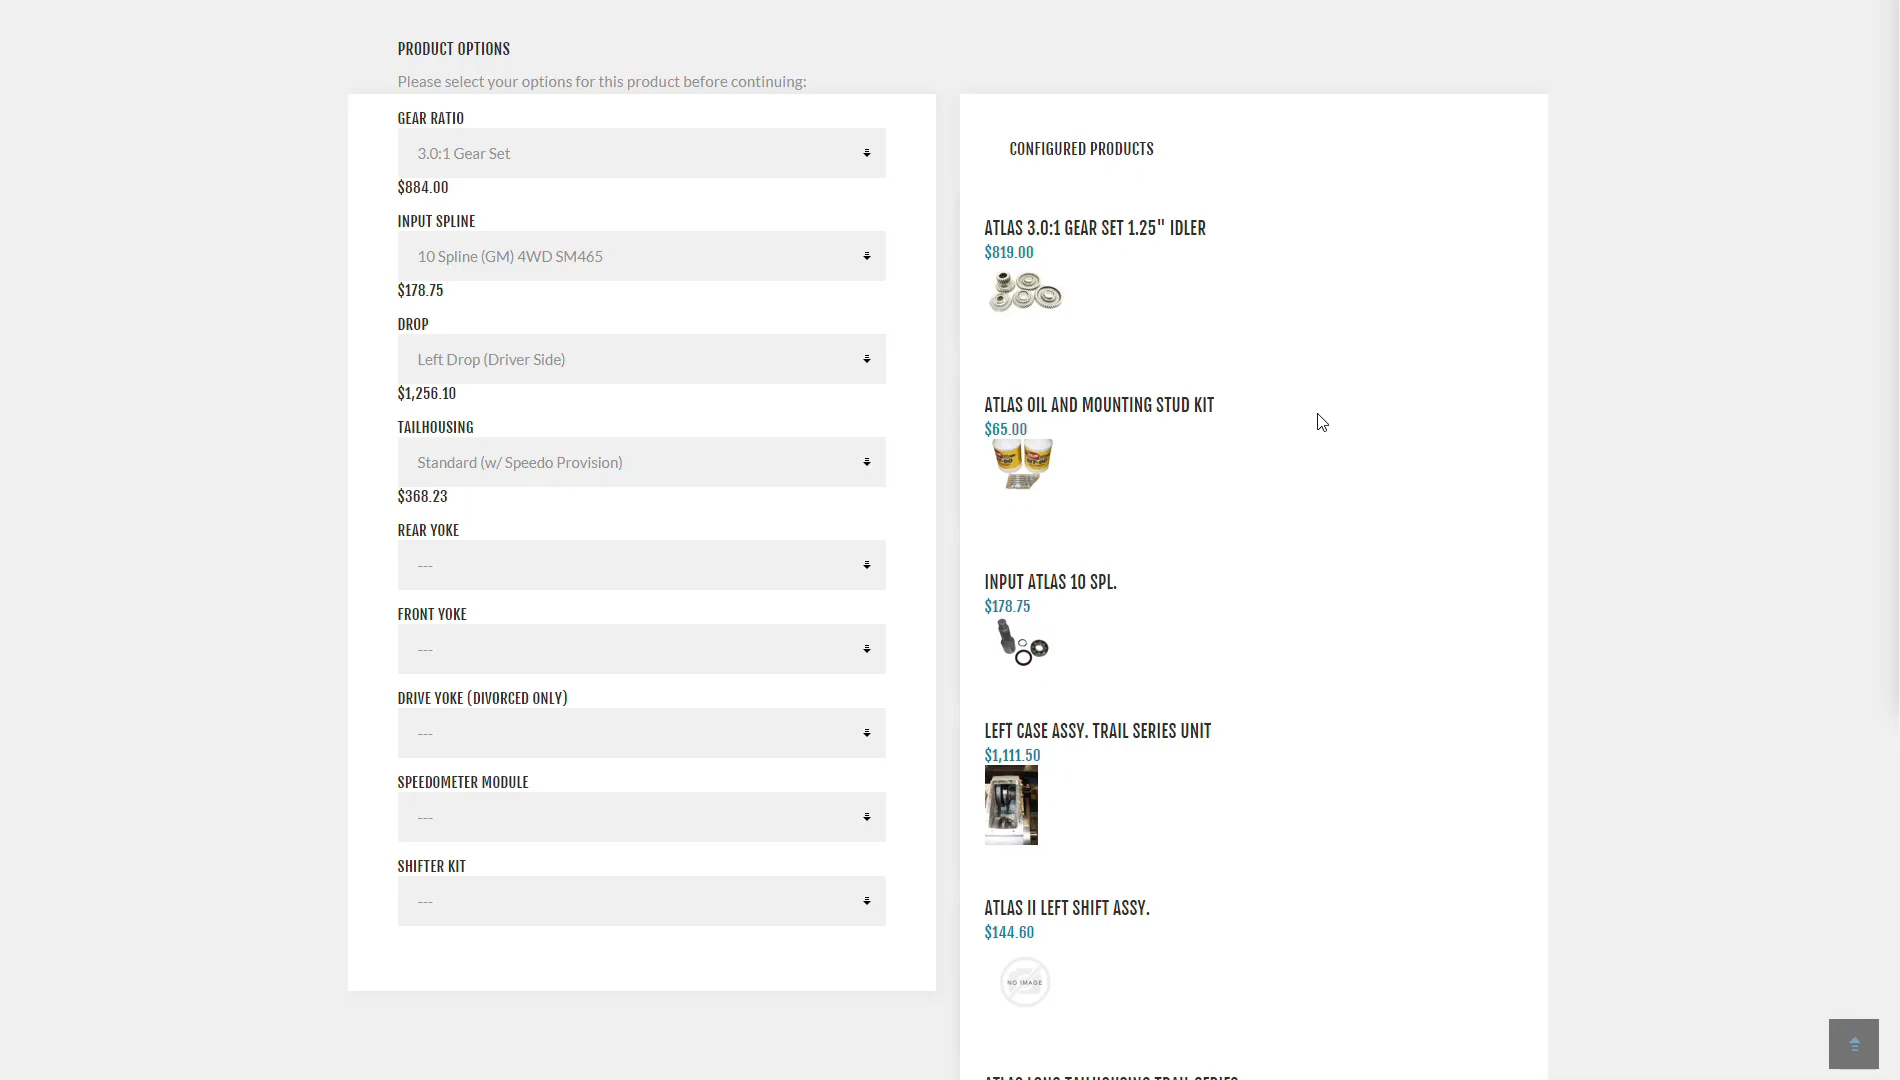 PRODUCT OPTIONS
Please select your options for this product before continuing:
GEAR RATIO
3.0:1 Gear Set
$884.00
INPUT SPLINE
10 Spline (GM) 4WD SM465
$178.75
DROP
Left Drop (Driver Side)
$1,256.10
TAILHOUSING
Standard (w/ Speedo Provision)
$368.23
REAR YOKE
---
FRONT YOKE
---
DRIVE YOKE (DIVORCED ONLY)
---
SPEEDOMETER MODULE
---
SHIFTER KIT
---
CONFIGURED PRODUCTS
ATLAS 3.0:1 GEAR SET 1.25" IDLER
$819.00
ATLAS OIL AND MOUNTING STUD KIT
$65.00
INPUT ATLAS 10 SPL.
$178.75
LEFT CASE ASSY. TRAIL SERIES UNIT
$1,111.50
ATLAS II LEFT SHIFT ASSY.
$144.60
NO IMAGE
ATLAS LONG TAILHOUSING TRAIL SERIES